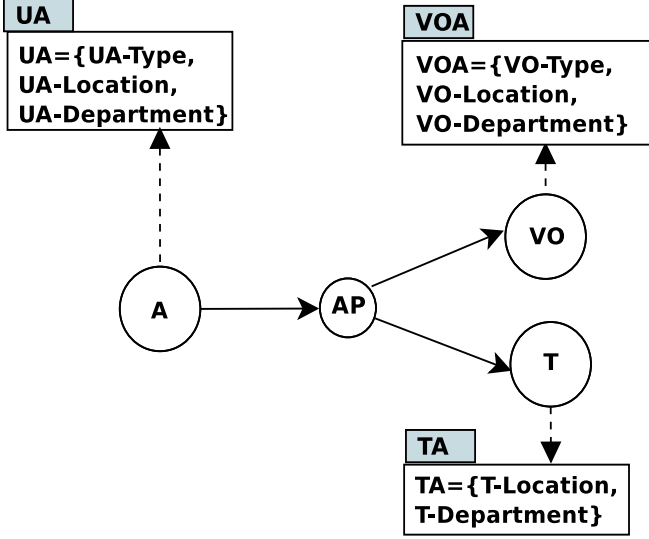 UA
UA={UA-Type,
UA-Location,
UA-Department}
VOA
VOA={VO-Type,
VO-Location,
VO-Department}
A
AP
VO
T
TA
TA={T-Location,
T-Department}